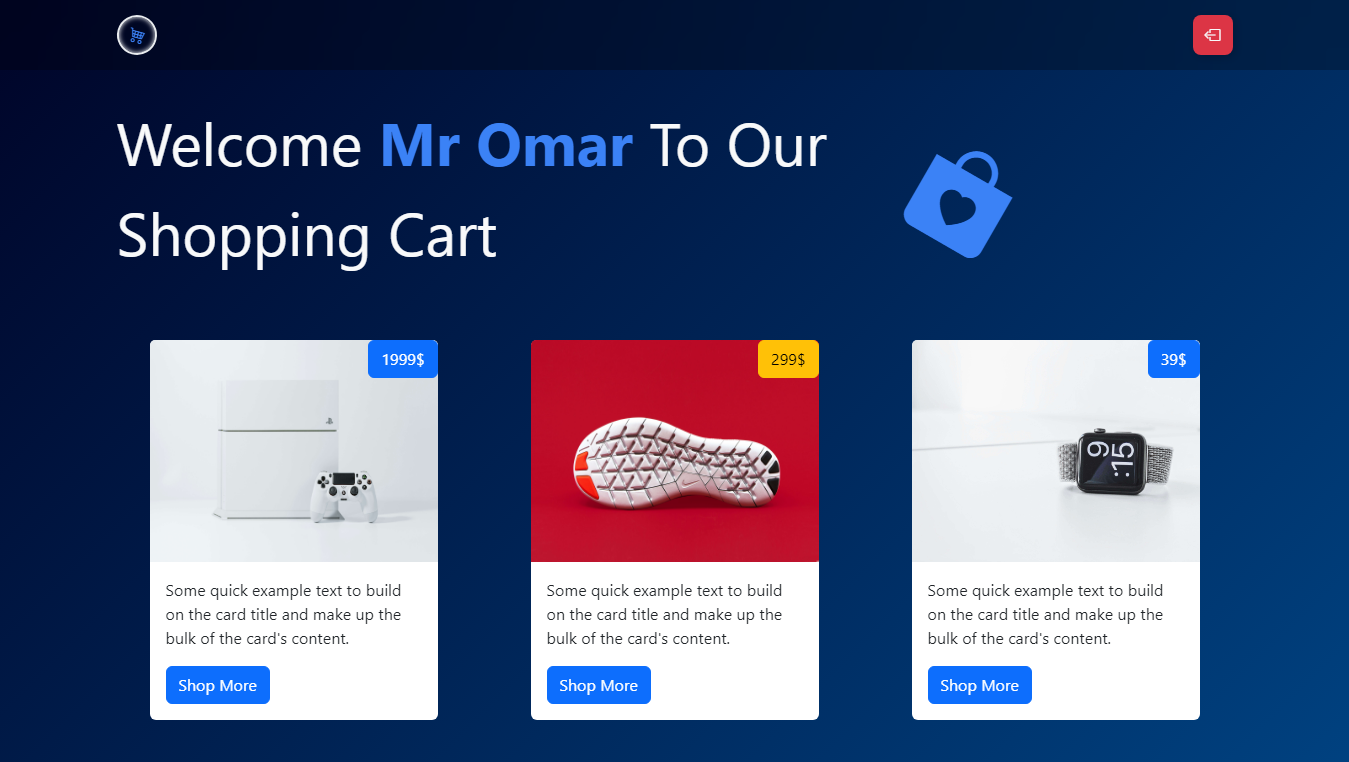 Welcome Mr Omar To Our
Shopping Cart
1999$
299$
39$
9
:15
Some quick example text to build
on the card title and make up the
bulk of the card's content.
Shop More
Some quick example text to build
on the card title and make up the
bulk of the card's content.
Shop More
Some quick example text to build
on the card title and make up the
bulk of the card's content.
Shop More